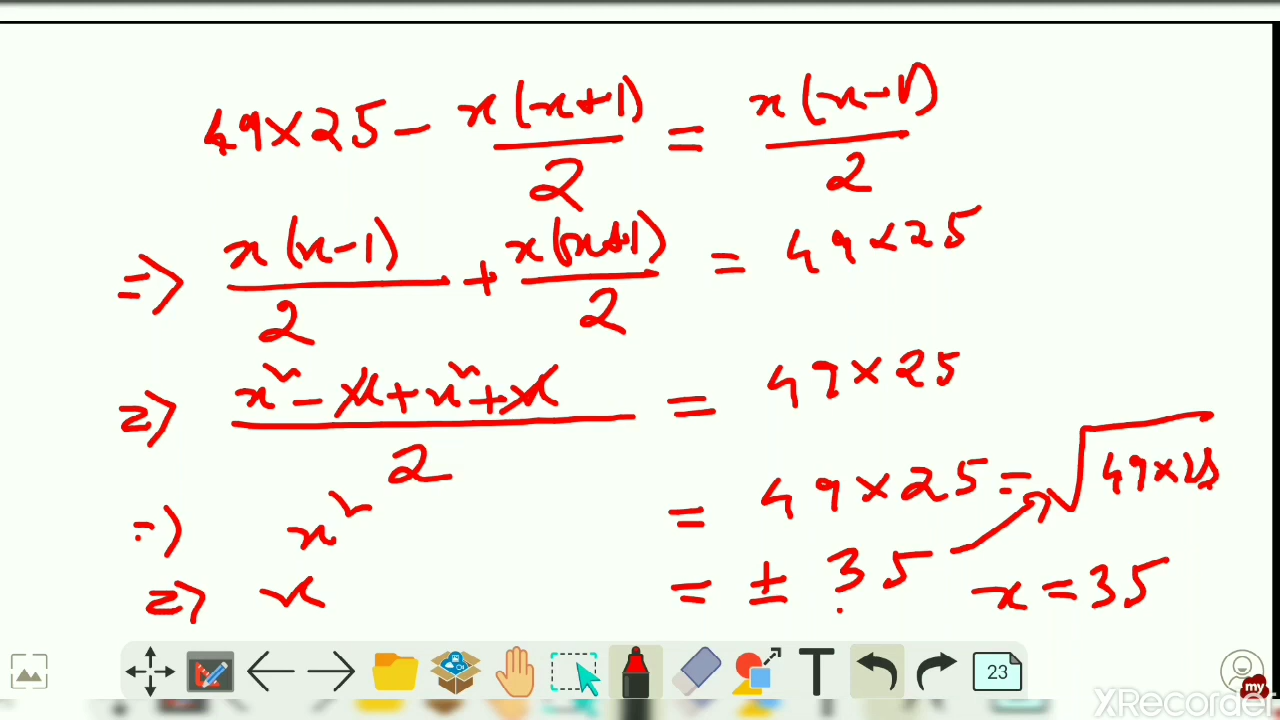 49×25 − x(x+1)/2 = x(x−1)/2
⇒ x(x−1)/2 + x(x+1)/2 = 49×25
⇒ (x² − x + x² + x)/2 = 49×25
⇒ x² = 49×25 = √49×25
⇒ x = ± 35 x = 35
T
23
my
XRecorder